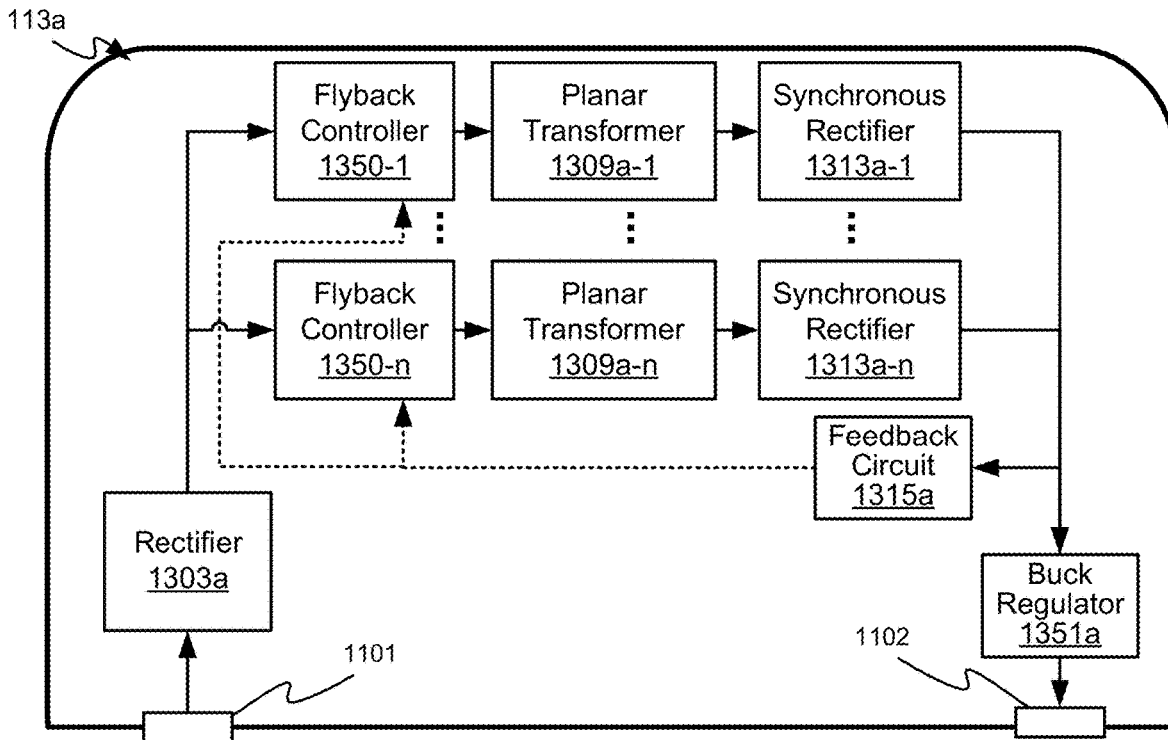 113a
Flyback
Controller
1350-1
Planar
Transformer
1309a-1
Synchronous
Rectifier
1313a-1
Flyback
Controller
1350-n
Planar
Transformer
1309a-n
Synchronous
Rectifier
1313a-n
Feedback
Circuit
1315a
Rectifier
1303a
Buck
Regulator
1351a
1101
1102